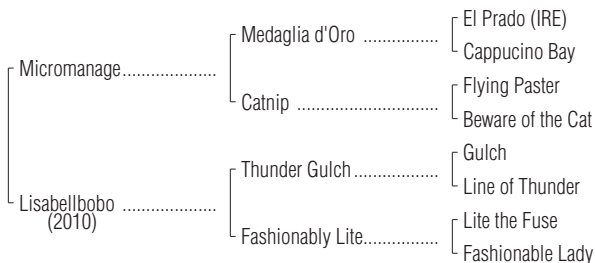 El Prado (IRE)
Medaglia d'Oro ................
Cappucino Bay
Micromanage....................
Flying Paster
Catnip ..............................
Beware of the Cat
Gulch
Thunder Gulch..................
Line of Thunder
Lisabellbobo ....................
(2010)
Lite the Fuse
Fashionably Lite................
Fashionable Lady